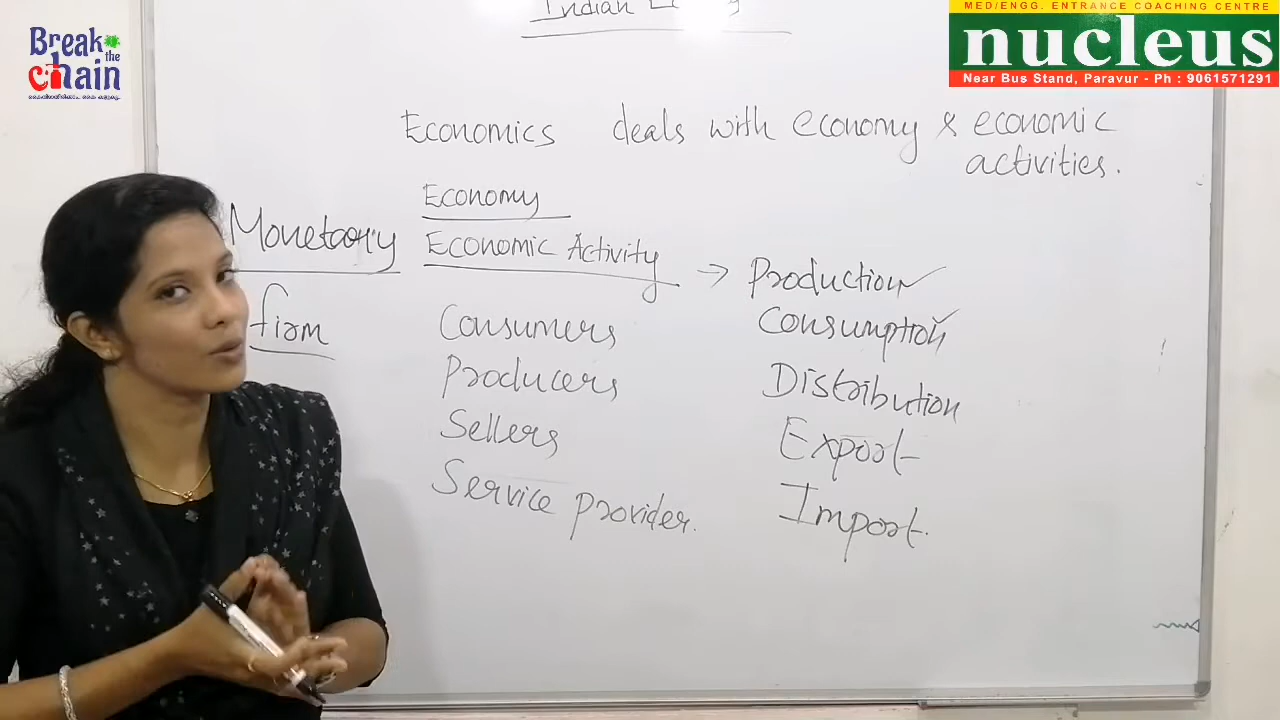 Break
the
chain
MED/ENGG. ENTRANCE COACHING CENTRE
nucleus
Near Bus Stand, Paravur - Ph : 9061571291
Indian
Economics deals with economy & economic
activities.
Economy
Monetary
Economic Activity → Production
firm
Consumers
Consumption
Producers
Distribution
Sellers
Export
Service provider.
Import.